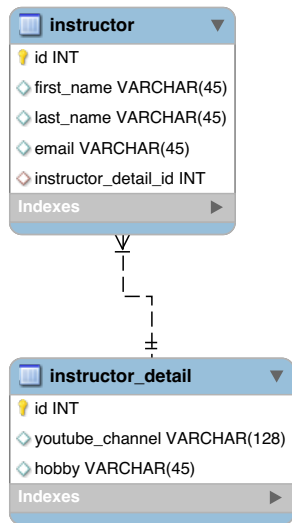 instructor
id INT
first_name VARCHAR(45)
last_name VARCHAR(45)
email VARCHAR(45)
instructor_detail_id INT
Indexes
instructor_detail
id INT
youtube_channel VARCHAR(128)
hobby VARCHAR(45)
Indexes